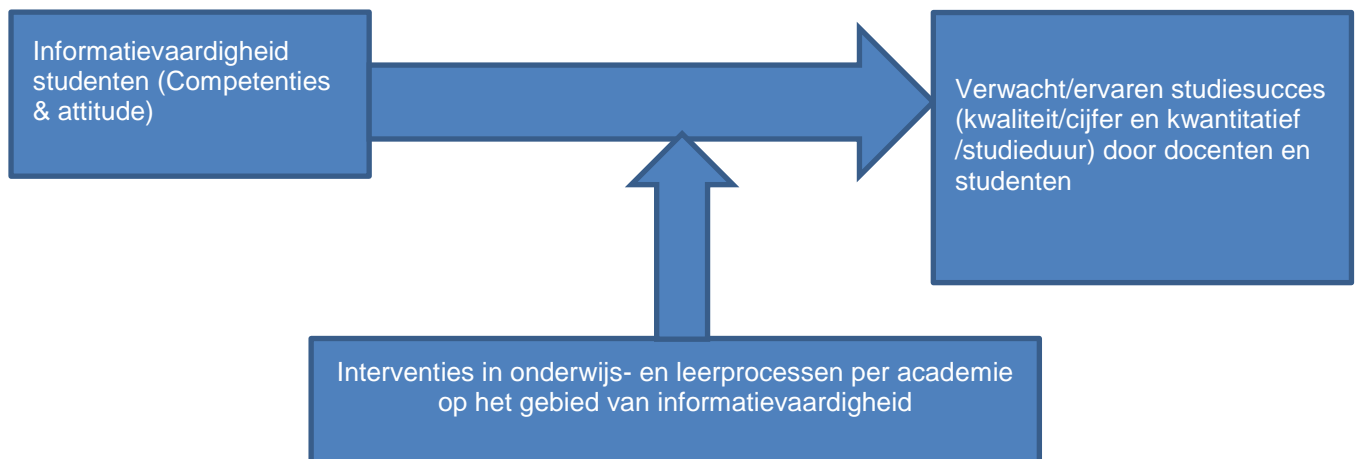 Informatievaardigheid
studenten (Competenties
& attitude)
Verwacht/ervaren studiesucces
(kwaliteit/cijfer en kwantitatief
/studieduur) door docenten en
studenten
Interventies in onderwijs- en leerprocessen per academie
op het gebied van informatievaardigheid